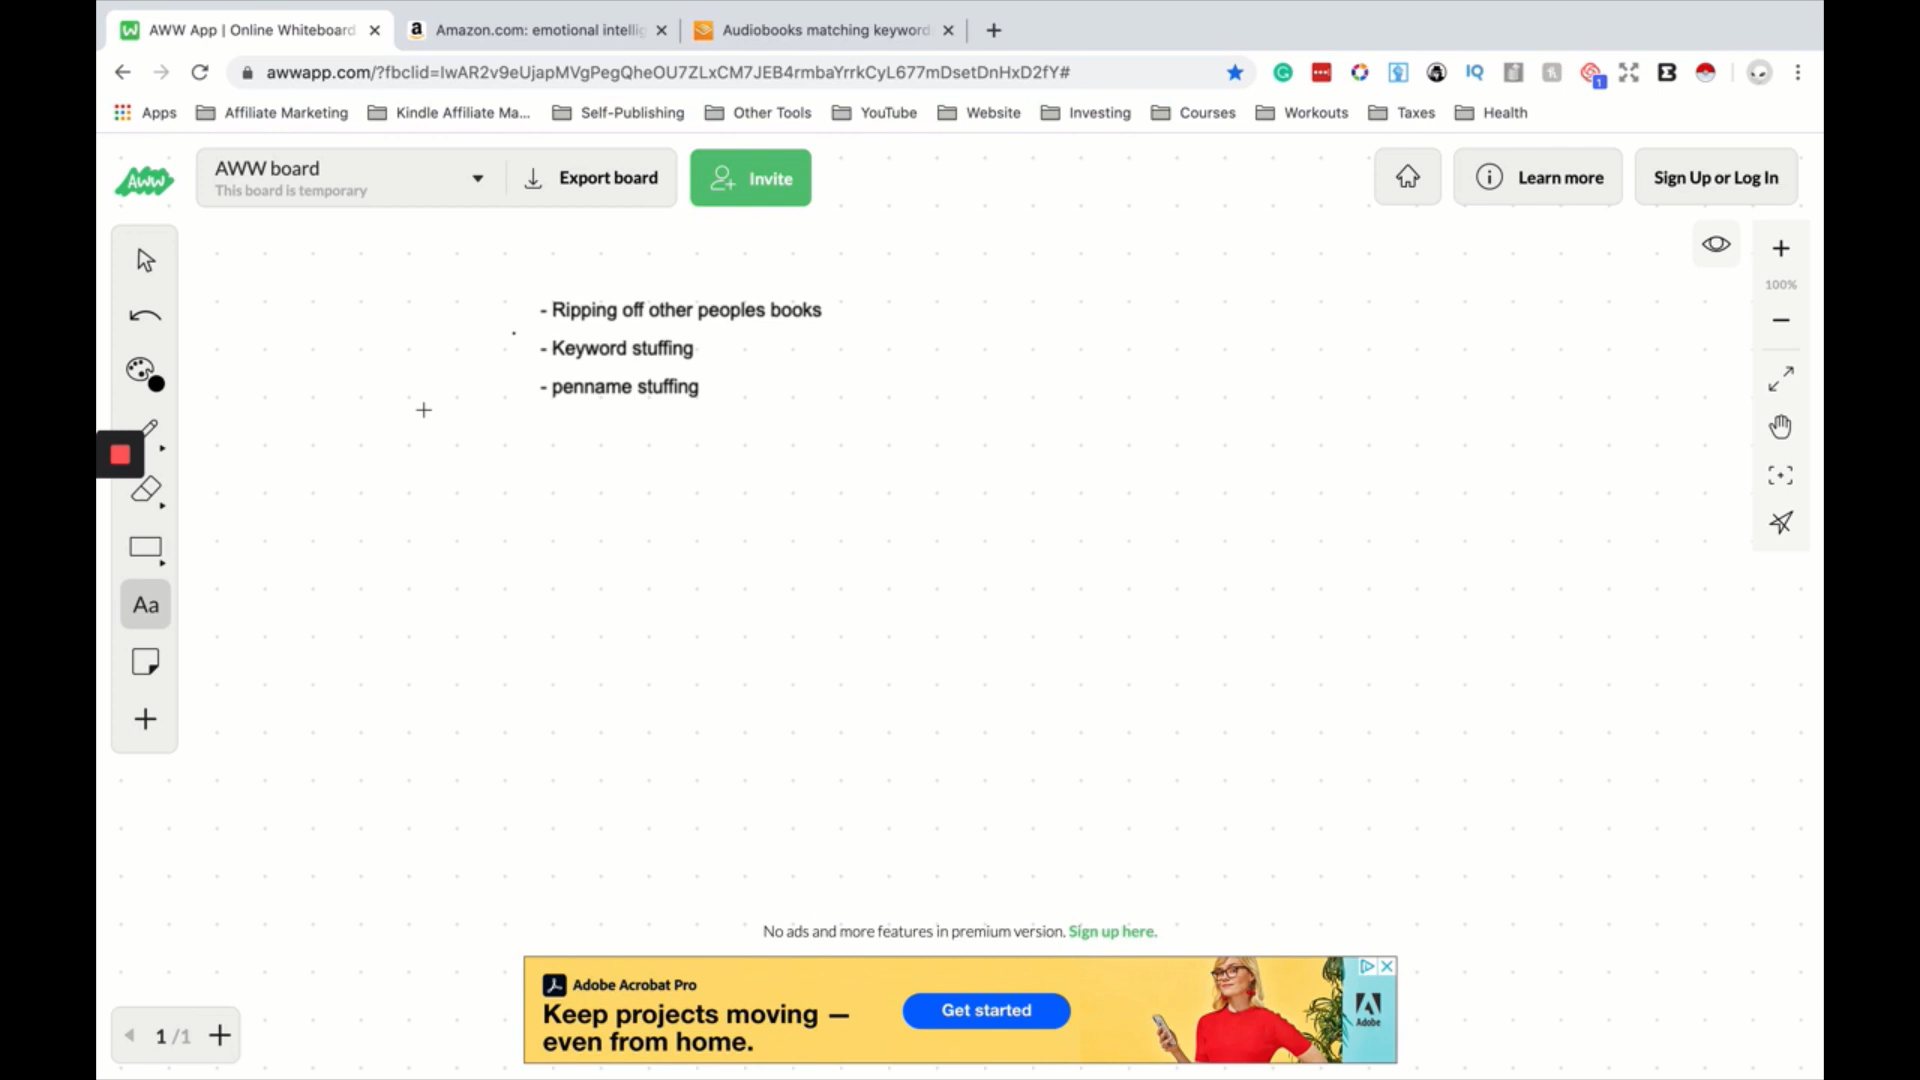 AWW App | Online Whiteboard
Amazon.com: emotional intellig
Audiobooks matching keyword
awwapp.com/?fbclid=IwAR2v9eUjapMVgPegQheOU7ZLxCM7JEB4rmbaYrrkCyL677mDsetDnHxD2fY#
IQ
1
Apps
Affiliate Marketing
Kindle Affiliate Ma...
Self-Publishing
Other Tools
YouTube
Website
Investing
Courses
Workouts
Taxes
Health
AWW
AWW board
This board is temporary
Export board
Invite
Learn more
Sign Up or Log In
100%
- Ripping off other peoples books
- Keyword stuffing
- penname stuffing
Aa
No ads and more features in premium version. Sign up here.
Adobe Acrobat Pro
Keep projects moving —
even from home.
Get started
Adobe
1/1